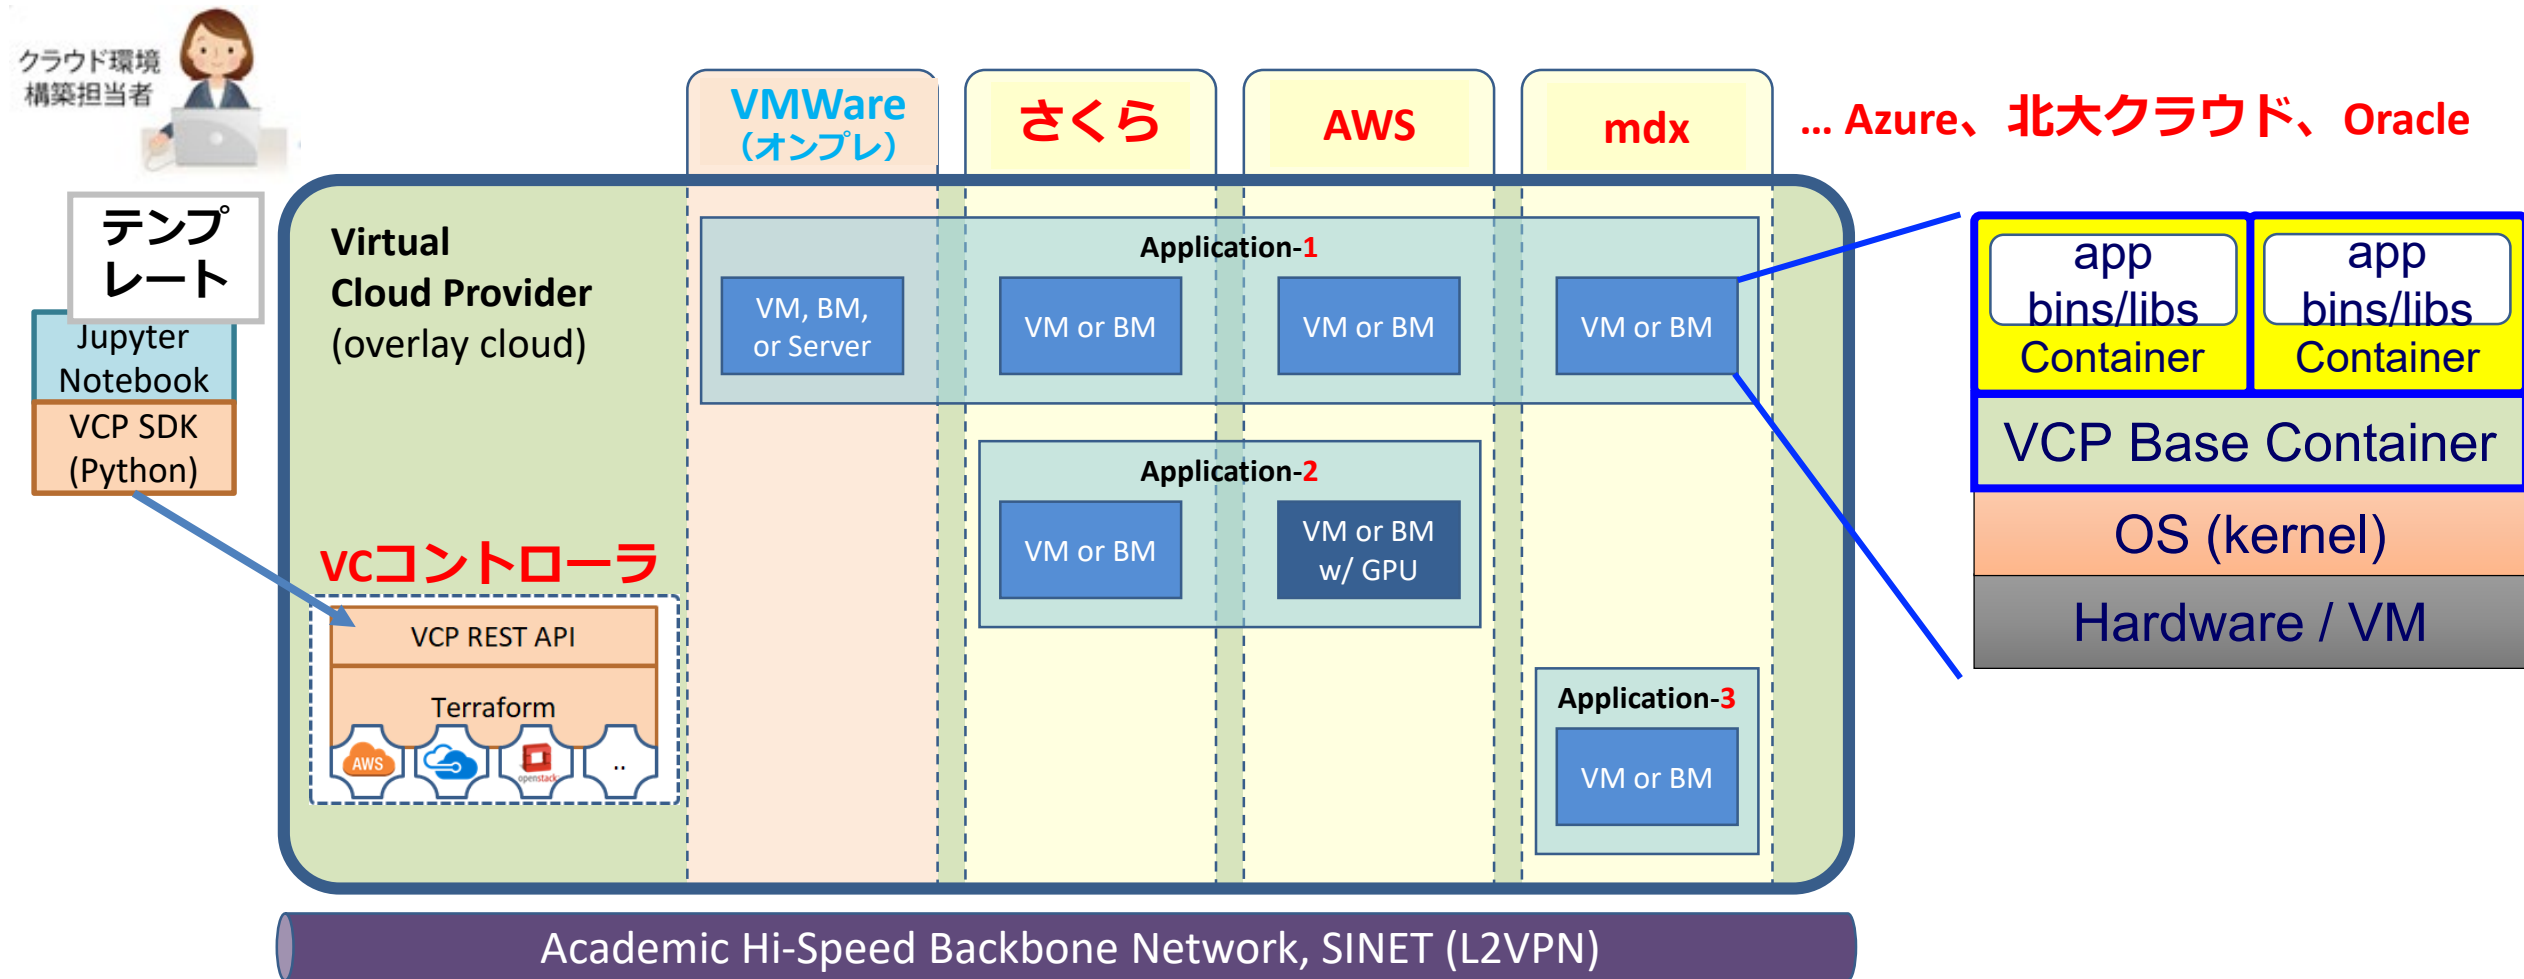 クラウド環境
構築担当者
テンプ
レート
Jupyter
Notebook
VCP SDK
(Python)
VMWare
（オンプレ）
さくら
AWS
mdx
... Azure、北大クラウド、Oracle
Virtual
Cloud Provider
(overlay cloud)
Application-1
VM, BM,
or Server
VM or BM
VM or BM
VM or BM
Application-2
VM or BM
VM or BM
w/ GPU
Application-3
VM or BM
VCコントローラ
VCP REST API
Terraform
AWS
openstack
..
app
bins/libs
Container
app
bins/libs
Container
VCP Base Container
OS (kernel)
Hardware / VM
Academic Hi-Speed Backbone Network, SINET (L2VPN)